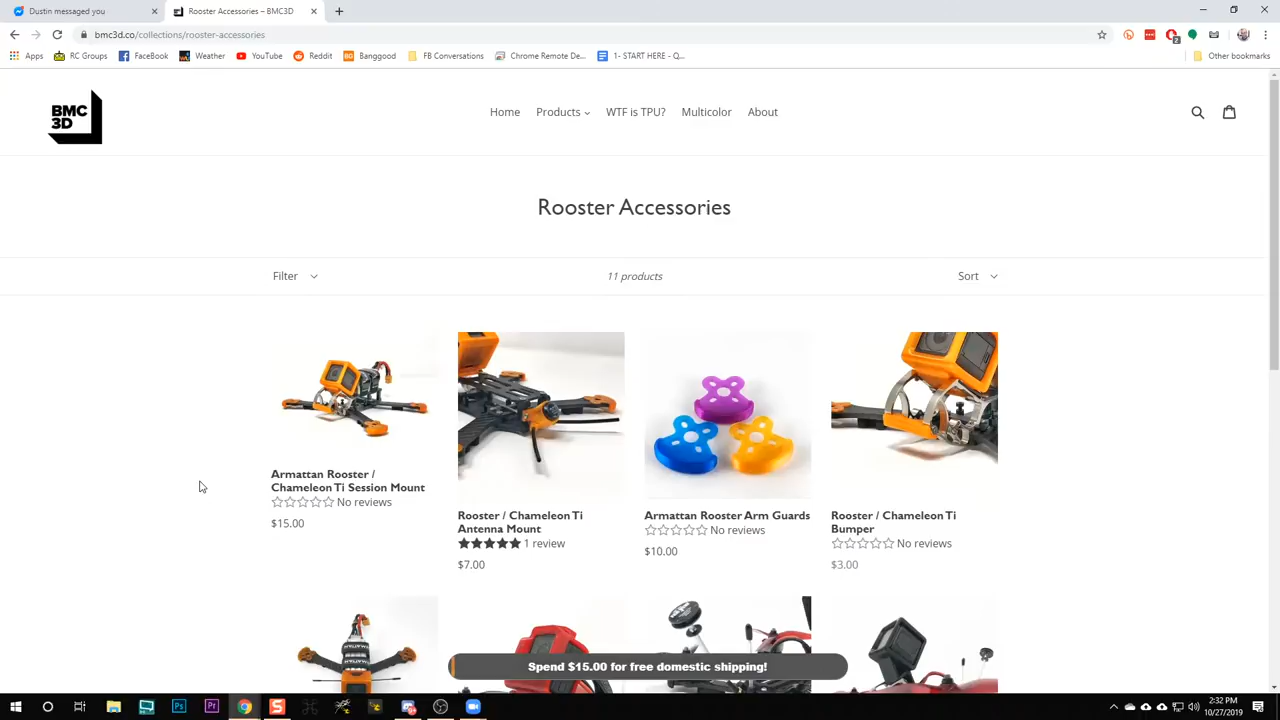 Dustin messaged you
Rooster Accessories – BMC3D
bmc3d.co/collections/rooster-accessories
2
Apps
RC Groups
FaceBook
Weather
YouTube
Reddit
BG
Banggood
FB Conversations
Chrome Remote De...
1- START HERE - Q...
Other bookmarks
BMC
3D
Home
Products
WTF is TPU?
Multicolor
About
Rooster Accessories
Filter
11 products
Sort
Armattan Rooster /
Chameleon Ti Session Mount
No reviews
$15.00
Rooster / Chameleon Ti
Antenna Mount
1 review
$7.00
Armattan Rooster Arm Guards
No reviews
$10.00
Rooster / Chameleon Ti
Bumper
No reviews
$3.00
Spend $15.00 for free domestic shipping!
Ps
Pr
S
2:32 PM
10/27/2019